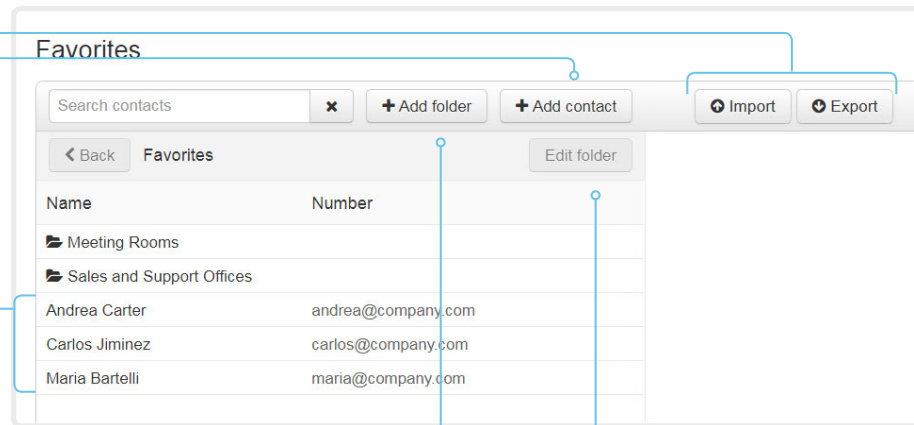 Favorites
Search contacts
Add folder
Add contact
Import
Export
Back
Favorites
Edit folder
Name Number
Meeting Rooms
Sales and Support Offices
Andrea Carter andrea@company.com
Carlos Jiminez carlos@company.com
Maria Bartelli maria@company.com